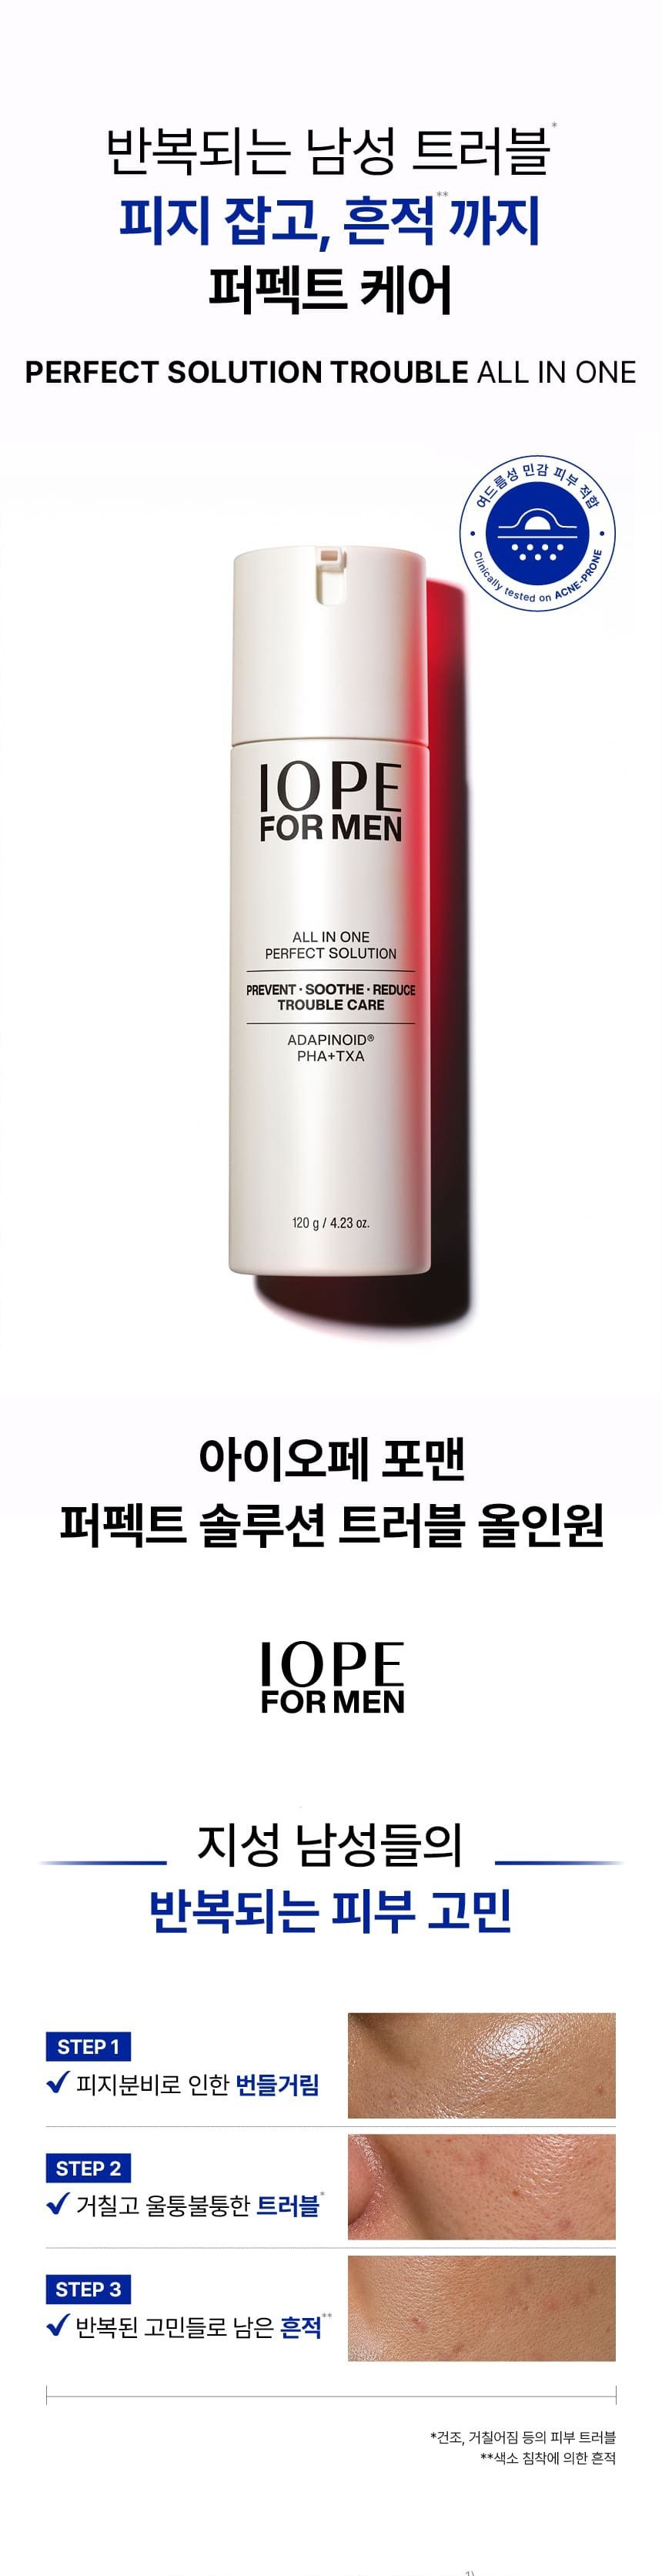 반복되는 남성 트러블*
피지 잡고, 흔적**까지
퍼펙트 케어
PERFECT SOLUTION TROUBLE ALL IN ONE
여드름성 민감 피부 적합
Clinically tested on ACNE-PRONE
IOPE
FOR MEN
ALL IN ONE
PERFECT SOLUTION
PREVENT · SOOTHE · REDUCE
TROUBLE CARE
ADAPINOID®
PHA+TXA
120 g / 4.23 oz.
아이오페 포맨
퍼펙트 솔루션 트러블 올인원
IOPE
FOR MEN
지성 남성들의
반복되는 피부 고민
STEP 1
피지분비로 인한 번들거림
STEP 2
거칠고 울퉁불퉁한 트러블*
STEP 3
반복된 고민들로 남은 흔적**
*건조, 거칠어짐 등의 피부 트러블
**색소 침착에 의한 흔적
1)